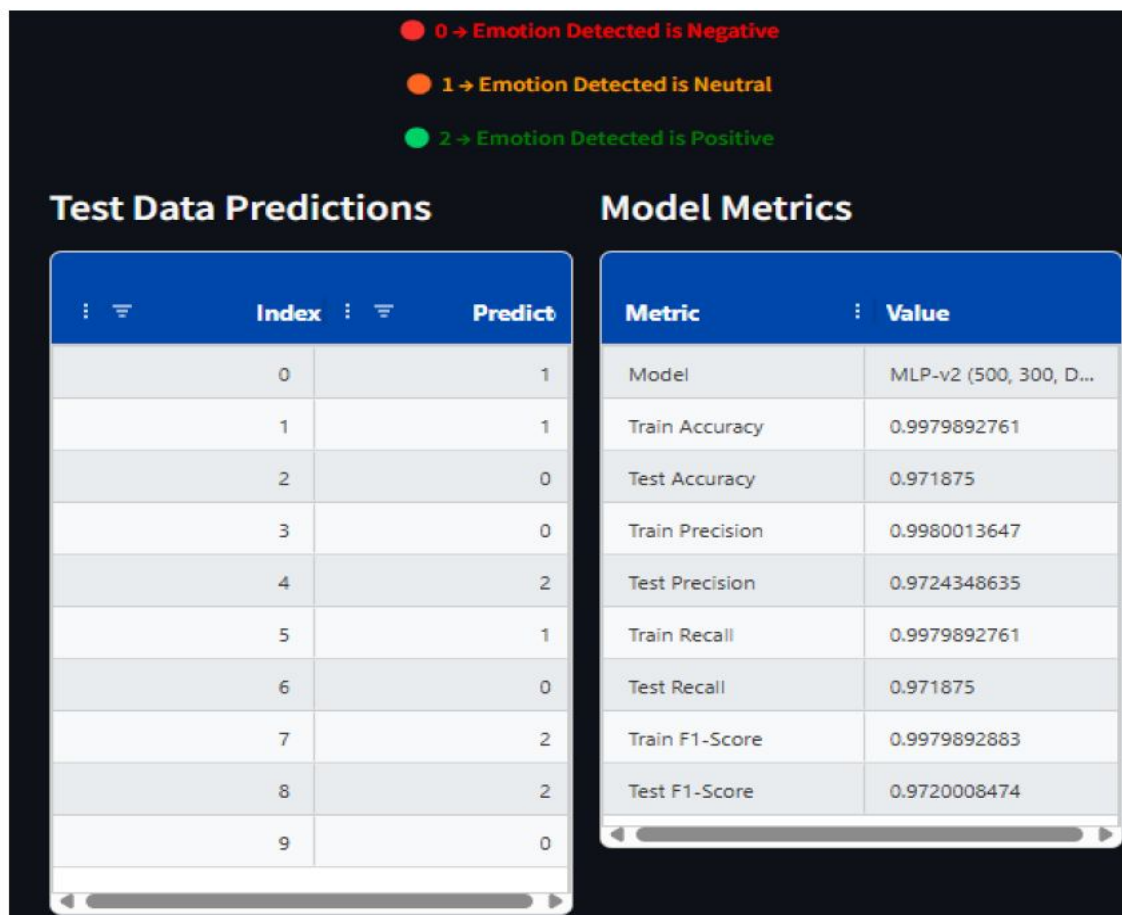 0 → Emotion Detected is Negative
1 → Emotion Detected is Neutral
2 → Emotion Detected is Positive
Test Data Predictions
Index Predict
0 1
1 1
2 0
3 0
4 2
5 1
6 0
7 2
8 2
9 0
Model Metrics
Metric Value
Model MLP-v2 (500, 300, D...
Train Accuracy 0.9979892761
Test Accuracy 0.971875
Train Precision 0.9980013647
Test Precision 0.9724348635
Train Recall 0.9979892761
Test Recall 0.971875
Train F1-Score 0.9979892883
Test F1-Score 0.9720008474